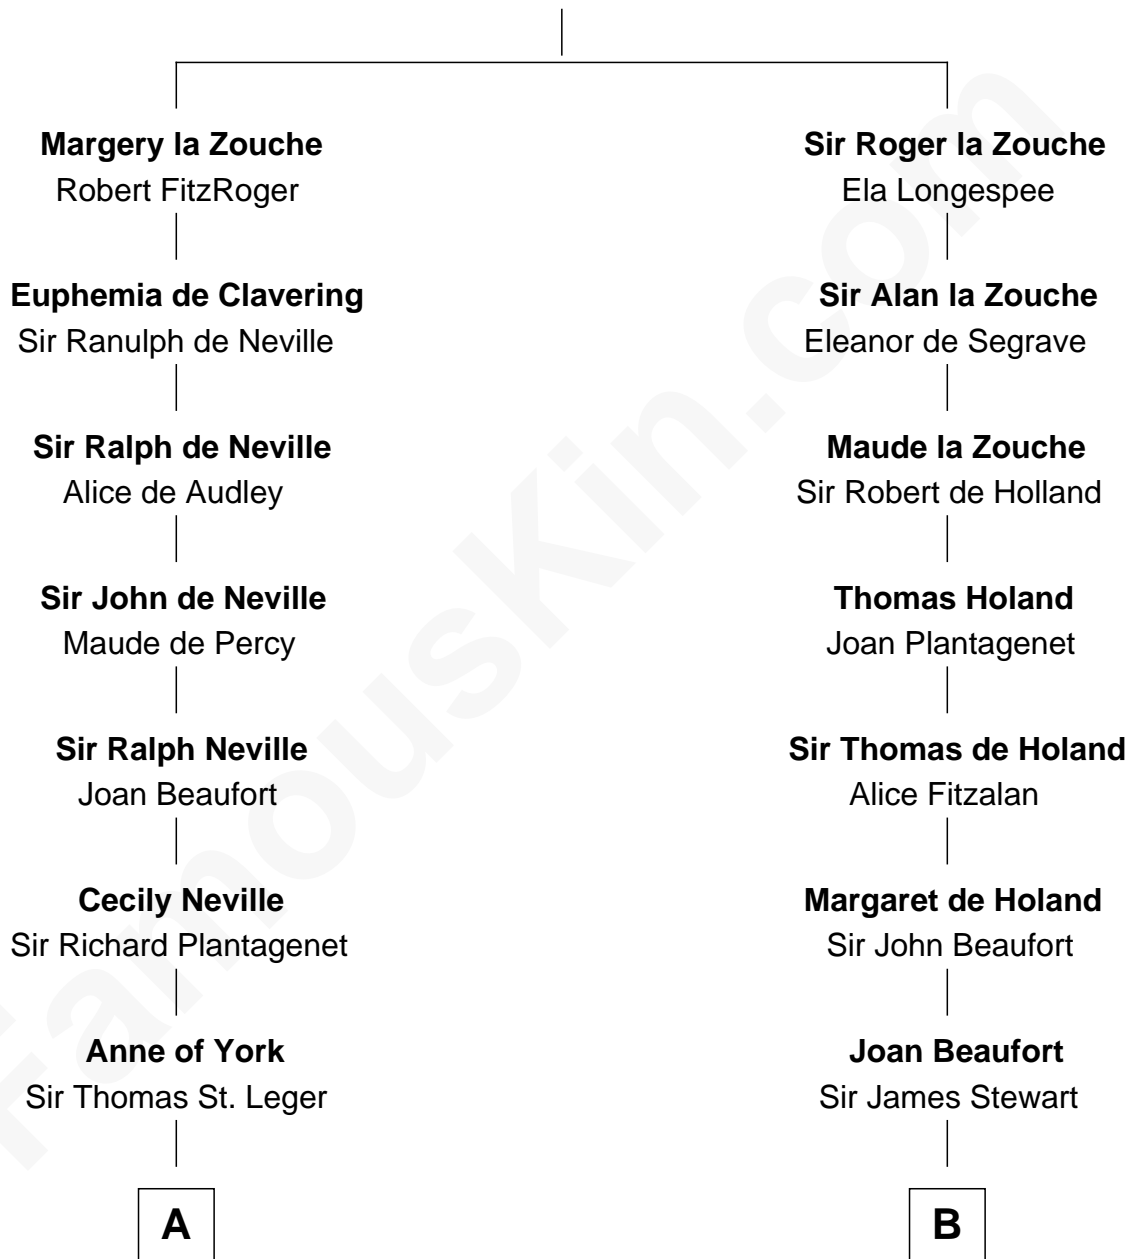 Margery la Zouche
Robert FitzRoger
Euphemia de Clavering
Sir Ranulph de Neville
Sir Ralph de Neville
Alice de Audley
Sir John de Neville
Maude de Percy
Sir Ralph Neville
Joan Beaufort
Cecily Neville
Sir Richard Plantagenet
Anne of York
Sir Thomas St. Leger
A
Sir Roger la Zouche
Ela Longespee
Sir Alan la Zouche
Eleanor de Segrave
Maude la Zouche
Sir Robert de Holland
Thomas Holand
Joan Plantagenet
Sir Thomas de Holand
Alice Fitzalan
Margaret de Holand
Sir John Beaufort
Joan Beaufort
Sir James Stewart
B
FamousKin.com